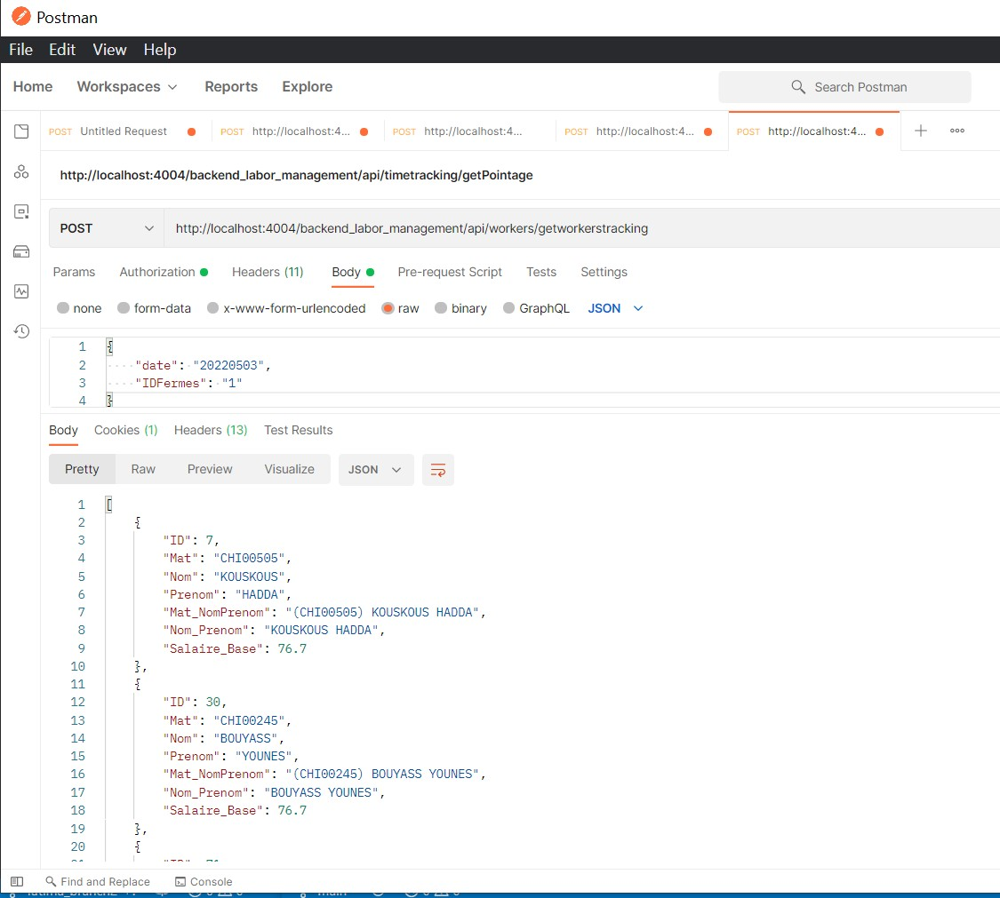 Postman
File Edit View Help
Home Workspaces Reports Explore Search Postman
POST Untitled Request POST http://localhost:4... POST http://localhost:4... POST http://localhost:4... POST http://localhost:4...
http://localhost:4004/backend_labor_management/api/timetracking/getPointage
POST http://localhost:4004/backend_labor_management/api/workers/getworkerstracking
Params Authorization Headers (11) Body Pre-request Script Tests Settings
none form-data x-www-form-urlencoded raw binary GraphQL JSON
1 {
2 "date": "20220503",
3 "IDFermes": "1"
4 }
Body Cookies (1) Headers (13) Test Results
Pretty Raw Preview Visualize JSON
1 [
2 {
3 "ID": 7,
4 "Mat": "CHI00505",
5 "Nom": "KOUSKOUS",
6 "Prenom": "HADDA",
7 "Mat_NomPrenom": "(CHI00505) KOUSKOUS HADDA",
8 "Nom_Prenom": "KOUSKOUS HADDA",
9 "Salaire_Base": 76.7
10 },
11 {
12 "ID": 30,
13 "Mat": "CHI00245",
14 "Nom": "BOUYASS",
15 "Prenom": "YOUNES",
16 "Mat_NomPrenom": "(CHI00245) BOUYASS YOUNES",
17 "Nom_Prenom": "BOUYASS YOUNES",
18 "Salaire_Base": 76.7
19 },
20 {
Find and Replace Console